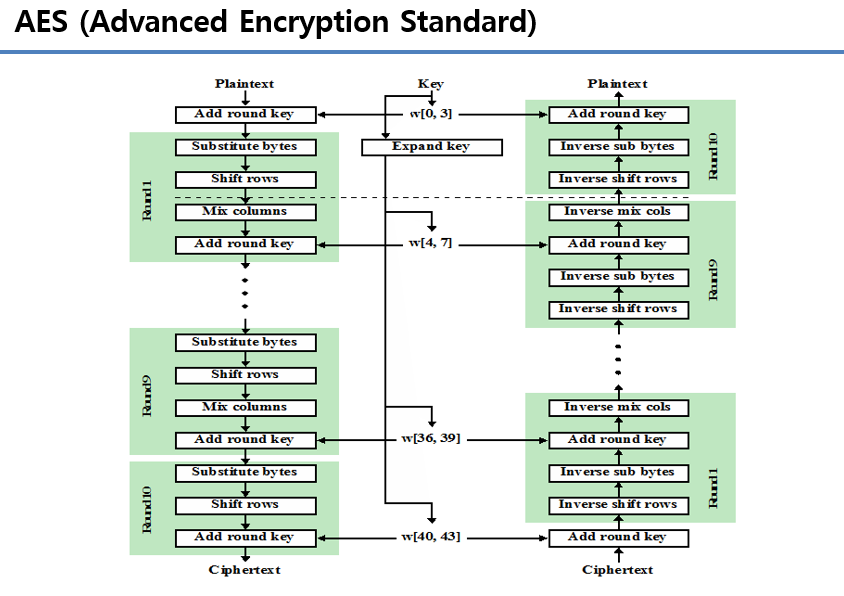 AES (Advanced Encryption Standard)
Plaintext
Key
Plaintext
Add round key
w[0, 3]
Add round key
Substitute bytes
Expand key
Inverse sub bytes
Shift rows
Inverse shift rows
Round 1
Round 10
Mix columns
Inverse mix cols
Add round key
w[4, 7]
Add round key
Inverse sub bytes
Round 9
Inverse shift rows
Substitute bytes
Shift rows
Round 9
Mix columns
Inverse mix cols
Add round key
w[36, 39]
Add round key
Substitute bytes
Inverse sub bytes
Round 1
Shift rows
Inverse shift rows
Round 10
Add round key
w[40, 43]
Add round key
Ciphertext
Ciphertext